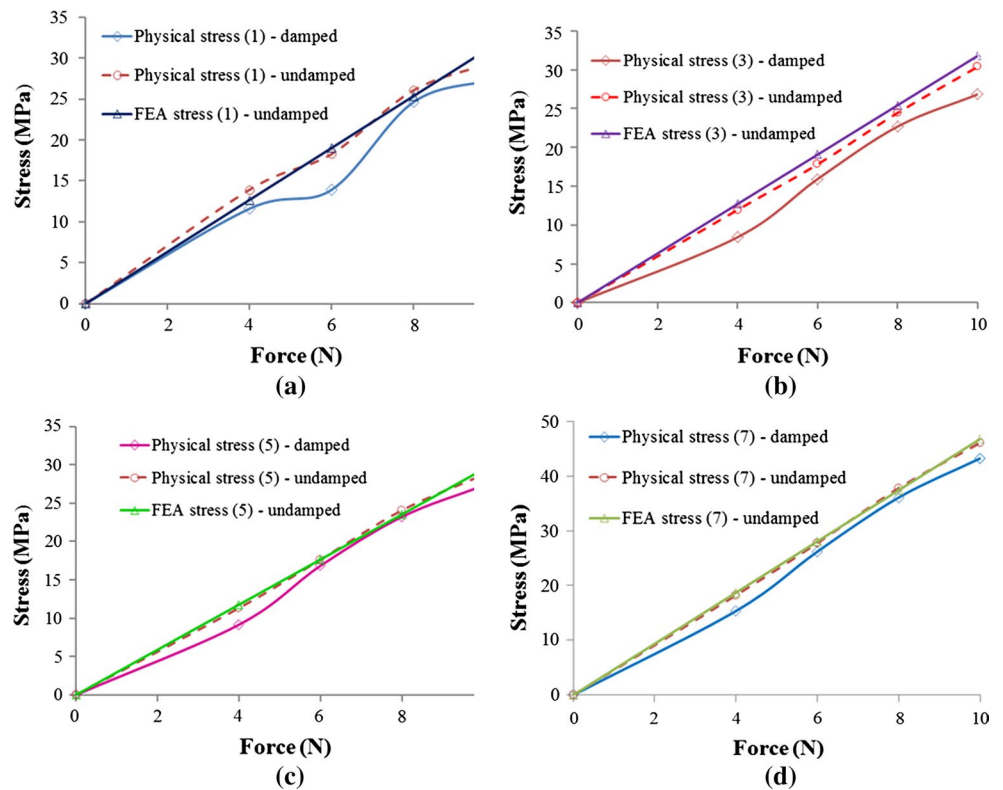 35
30
25
20
15
10
5
0
Stress (MPa)
Physical stress (1) - damped
Physical stress (1) - undamped
FEA stress (1) - undamped
0 2 4 6 8
Force (N)
(a)
35
30
25
20
15
10
5
0
Stress (MPa)
Physical stress (3) - damped
Physical stress (3) - undamped
FEA stress (3) - undamped
0 2 4 6 8 10
Force (N)
(b)
35
30
25
20
15
10
5
0
Stress (MPa)
Physical stress (5) - damped
Physical stress (5) - undamped
FEA stress (5) - undamped
0 2 4 6 8
Force (N)
(c)
50
40
30
20
10
0
Stress (MPa)
Physical stress (7) - damped
Physical stress (7) - undamped
FEA stress (7) - undamped
0 2 4 6 8 10
Force (N)
(d)